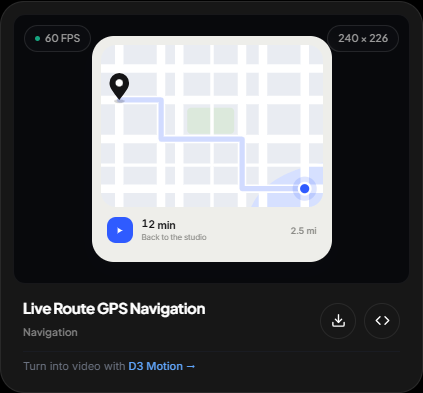 60 FPS
240 × 226
12 min
Back to the studio
2.5 mi
Live Route GPS Navigation
Navigation
Turn into video with D3 Motion →